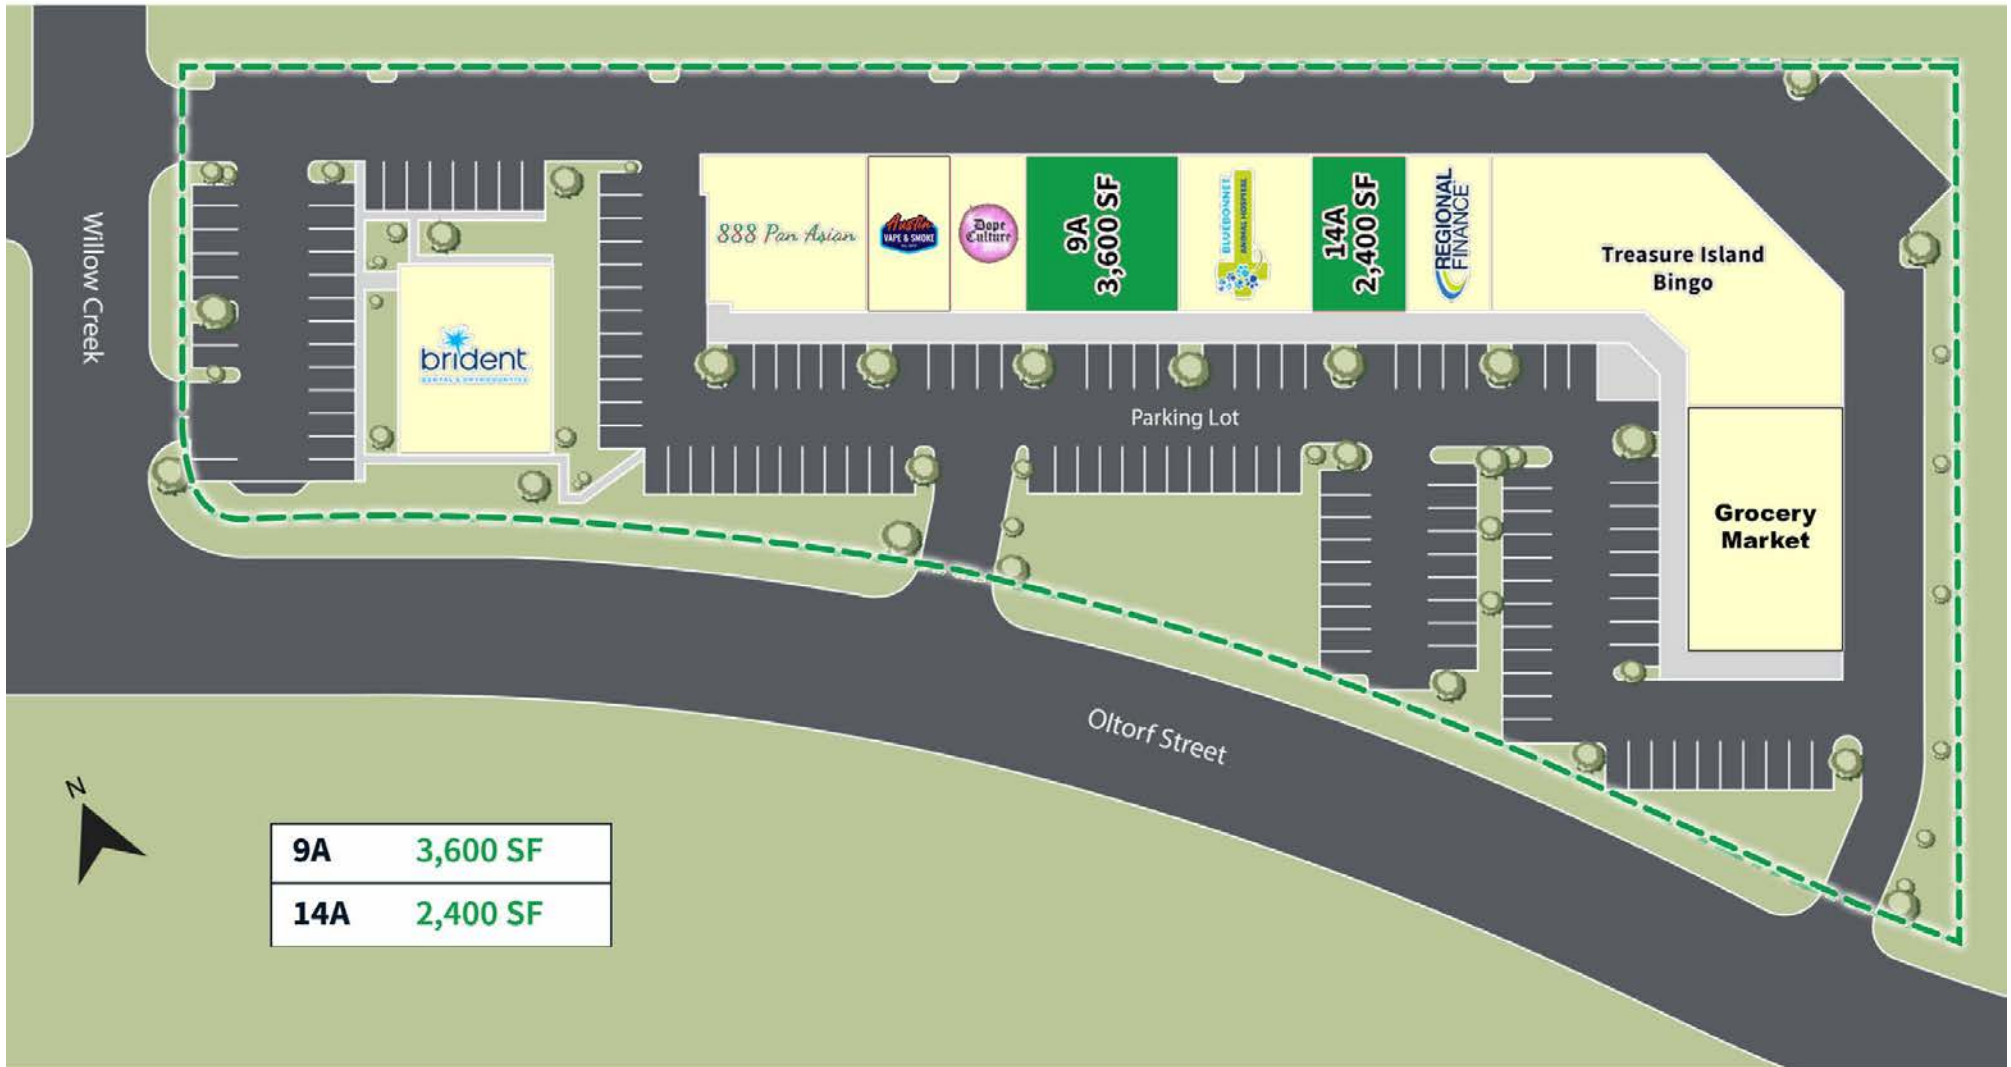 Willow Creek
888 Pan Asian
Austin
VAPE & SMOKE
Dope
Culture
9A
3,600 SF
BLUEBONNET
ANIMAL HOSPITAL
14A
2,400 SF
REGIONAL
FINANCE
Treasure Island
Bingo
brident
DENTAL & ORTHODONTICS
Parking Lot
Grocery
Market
Oltorf Street
N
9A 3,600 SF
14A 2,400 SF